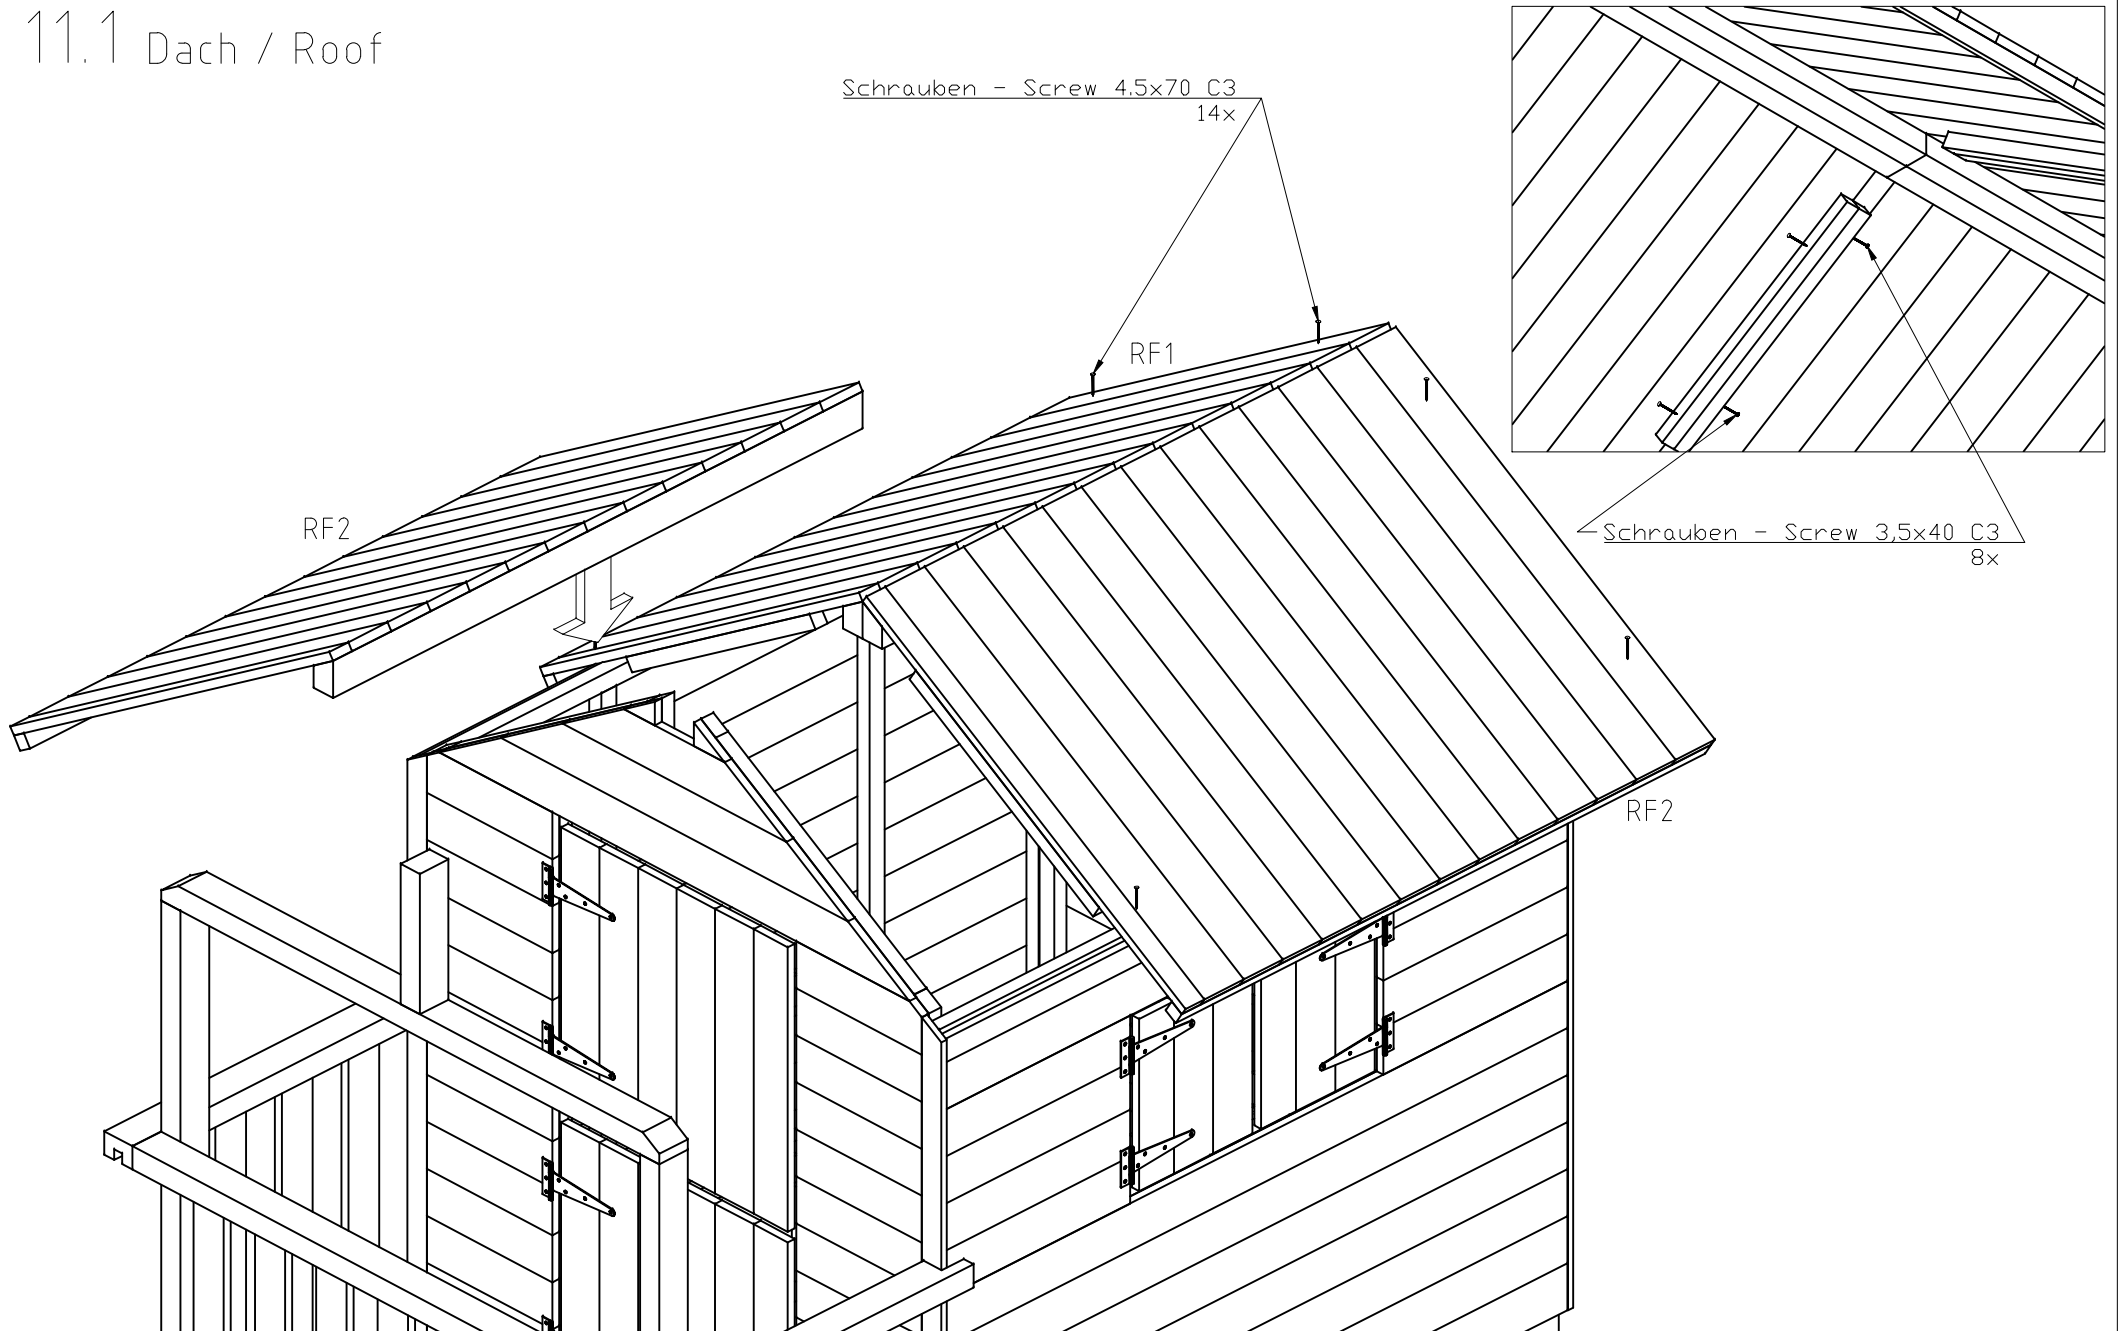 11.1 Dach / Roof
Schrauben - Screw 4.5x70 C3
14x
RF1
RF2
Schrauben - Screw 3,5x40 C3
8x
RF2